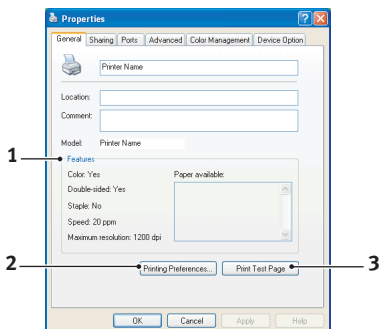 Properties
General Sharing Ports Advanced Color Management Device Option
Printer Name
Location:
Comment:
Model: Printer Name
1
Features
Color: Yes Paper available:
Double-sided: Yes
Staple: No
Speed: 20 ppm
Maximum resolution: 1200 dpi
2 Printing Preferences... Print Test Page 3
OK Cancel Apply Help